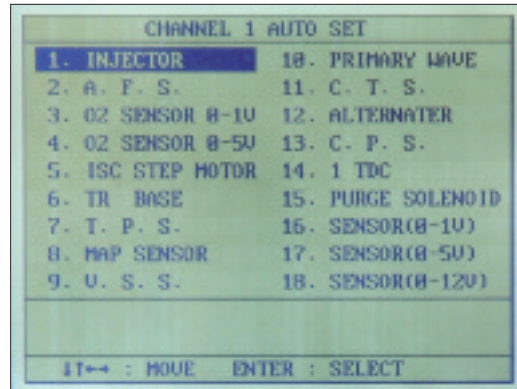 CHANNEL 1 AUTO SET
1. INJECTOR
2. A. F. S.
3. O2 SENSOR 0-1V
4. O2 SENSOR 0-5V
5. ISC STEP MOTOR
6. TR BASE
7. T. P. S.
8. MAP SENSOR
9. V. S. S.
10. PRIMARY WAVE
11. C. T. S.
12. ALTERNATER
13. C. P. S.
14. 1 TDC
15. PURGE SOLENOID
16. SENSOR(0-1V)
17. SENSOR(0-5V)
18. SENSOR(0-12V)
↓↑←→ : MOVE ENTER : SELECT